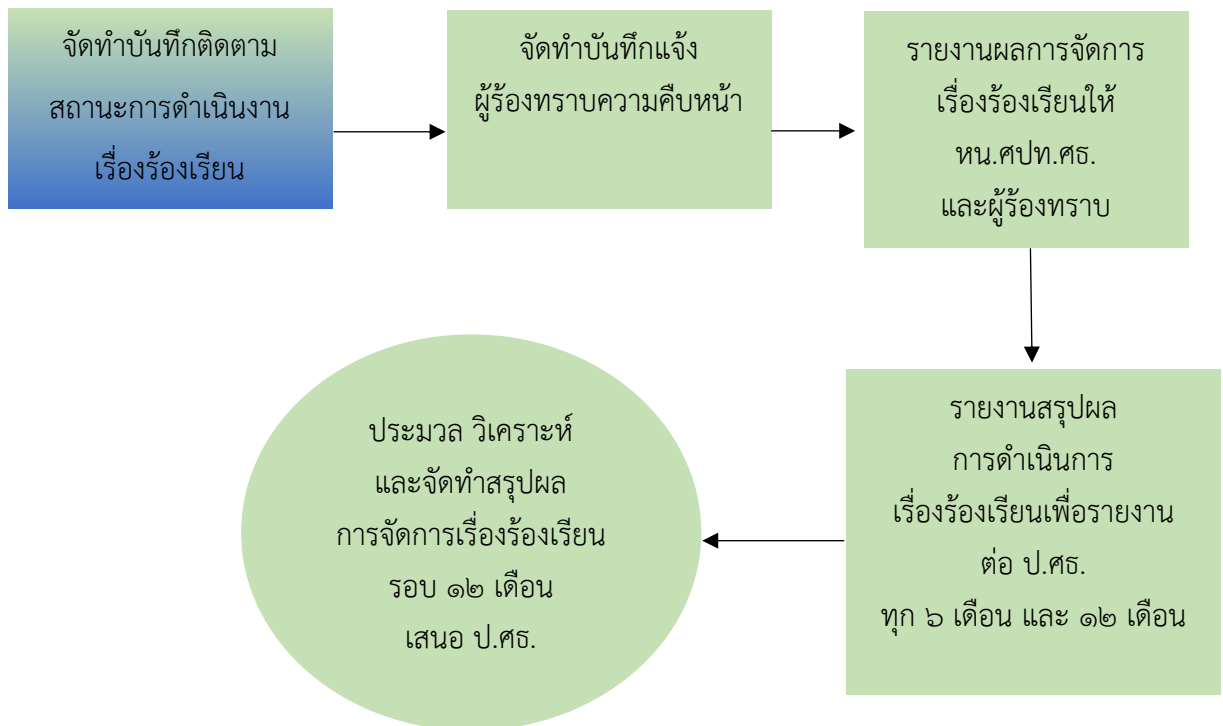 จัดทำบันทึกติดตาม
สถานะการดำเนินงาน
เรื่องร้องเรียน
จัดทำบันทึกแจ้ง
ผู้ร้องทราบความคืบหน้า
รายงานผลการจัดการ
เรื่องร้องเรียนให้
หน.ศปท.ศธ.
และผู้ร้องทราบ
รายงานสรุปผล
การดำเนินการ
เรื่องร้องเรียนเพื่อรายงาน
ต่อ ป.ศธ.
ทุก ๖ เดือน และ ๑๒ เดือน
ประมวล วิเคราะห์
และจัดทำสรุปผล
การจัดการเรื่องร้องเรียน
รอบ ๑๒ เดือน
เสนอ ป.ศธ.